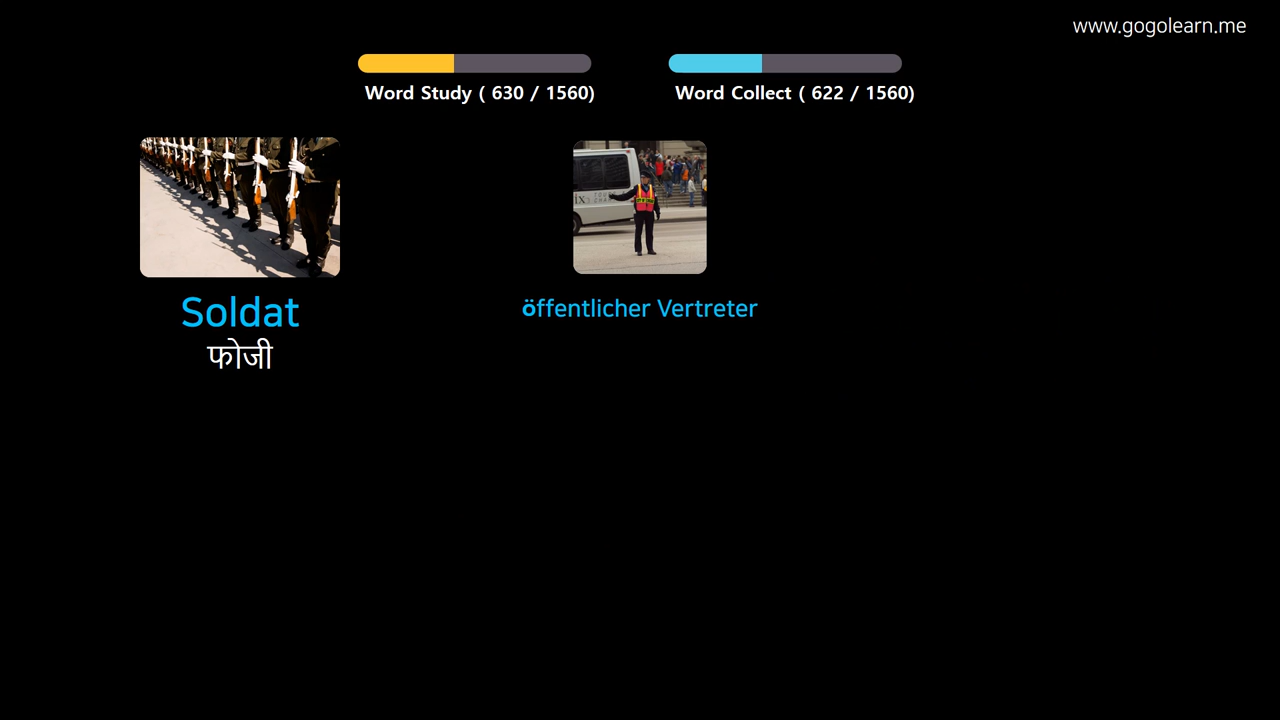 www.gogolearn.me
Word Study ( 630 / 1560)
Word Collect ( 622 / 1560)
Soldat
फोजी
öffentlicher Vertreter